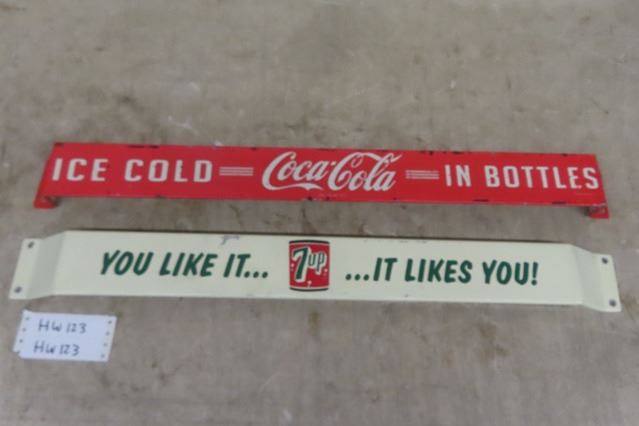 ICE COLD Coca-Cola IN BOTTLES
YOU LIKE IT... 7up ...IT LIKES YOU!
HW 123
HW 123